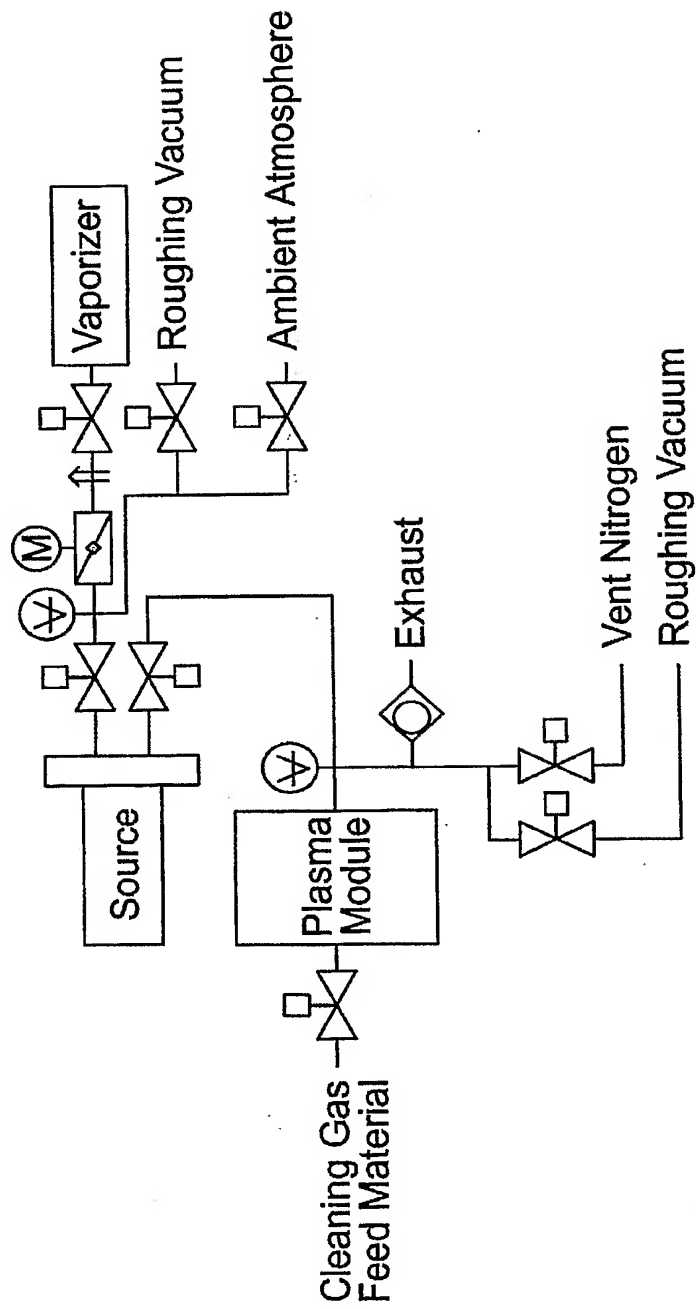 Source
M
Vaporizer
Roughing Vacuum
Ambient Atmosphere
Cleaning Gas
Feed Material
Plasma
Module
Exhaust
Vent Nitrogen
Roughing Vacuum